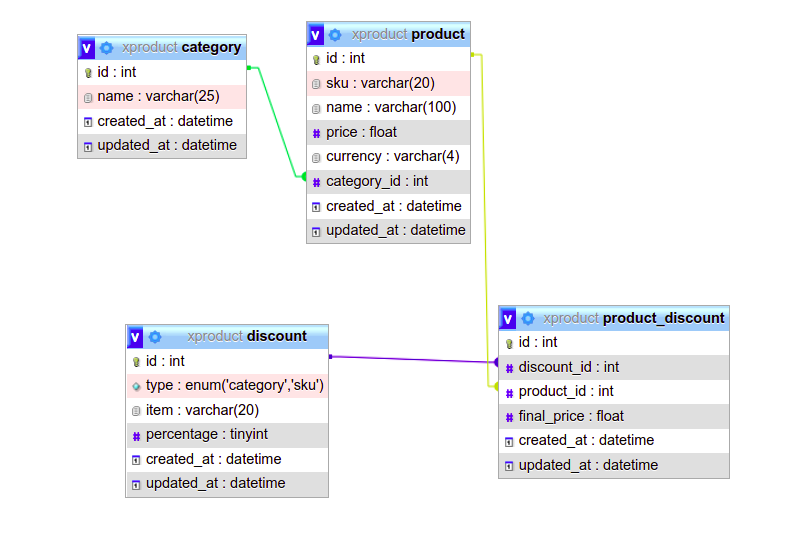 v xproduct category
id : int
name : varchar(25)
created_at : datetime
updated_at : datetime
v xproduct product
id : int
sku : varchar(20)
name : varchar(100)
# price : float
currency : varchar(4)
# category_id : int
created_at : datetime
updated_at : datetime
v xproduct discount
id : int
type : enum('category','sku')
item : varchar(20)
# percentage : tinyint
created_at : datetime
updated_at : datetime
v xproduct product_discount
id : int
# discount_id : int
# product_id : int
# final_price : float
created_at : datetime
updated_at : datetime